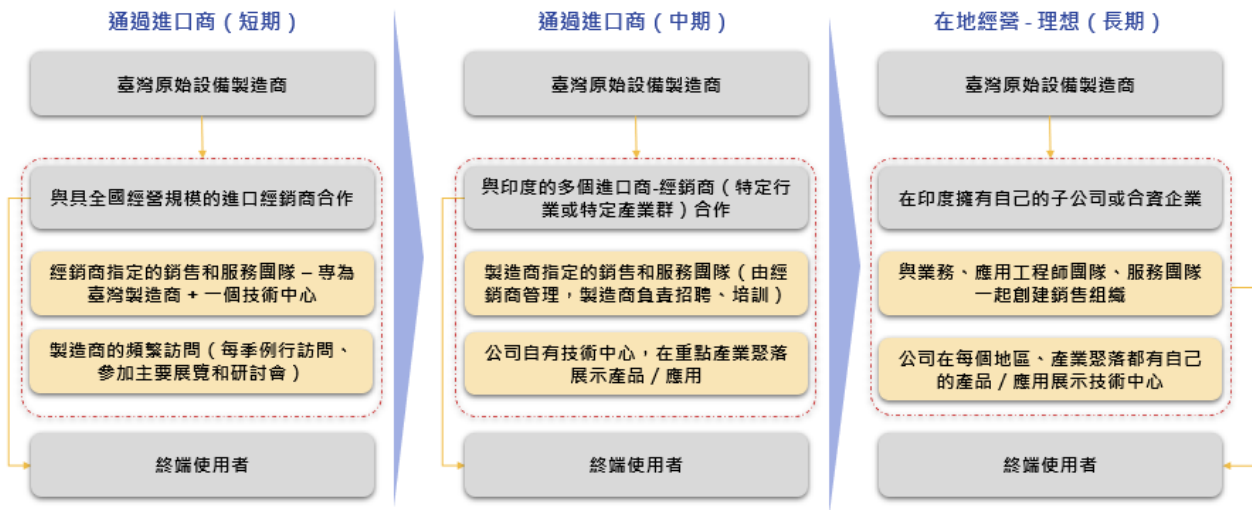 通過進口商（短期）
臺灣原始設備製造商
與具全國經營規模的進口經銷商合作
經銷商指定的銷售和服務團隊 – 專為
臺灣製造商 + 一個技術中心
製造商的頻繁訪問（每季例行訪問、
參加主要展覽和研討會）
終端使用者
通過進口商（中期）
臺灣原始設備製造商
與印度的多個進口商-經銷商（特定行
業或特定產業群）合作
製造商指定的銷售和服務團隊（由經
銷商管理，製造商負責招聘、培訓）
公司自有技術中心，在重點產業聚落
展示產品 / 應用
終端使用者
在地經營 - 理想（長期）
臺灣原始設備製造商
在印度擁有自己的子公司或合資企業
與業務、應用工程師團隊、服務團隊
一起創建銷售組織
公司在每個地區、產業聚落都有自己
的產品 / 應用展示技術中心
終端使用者